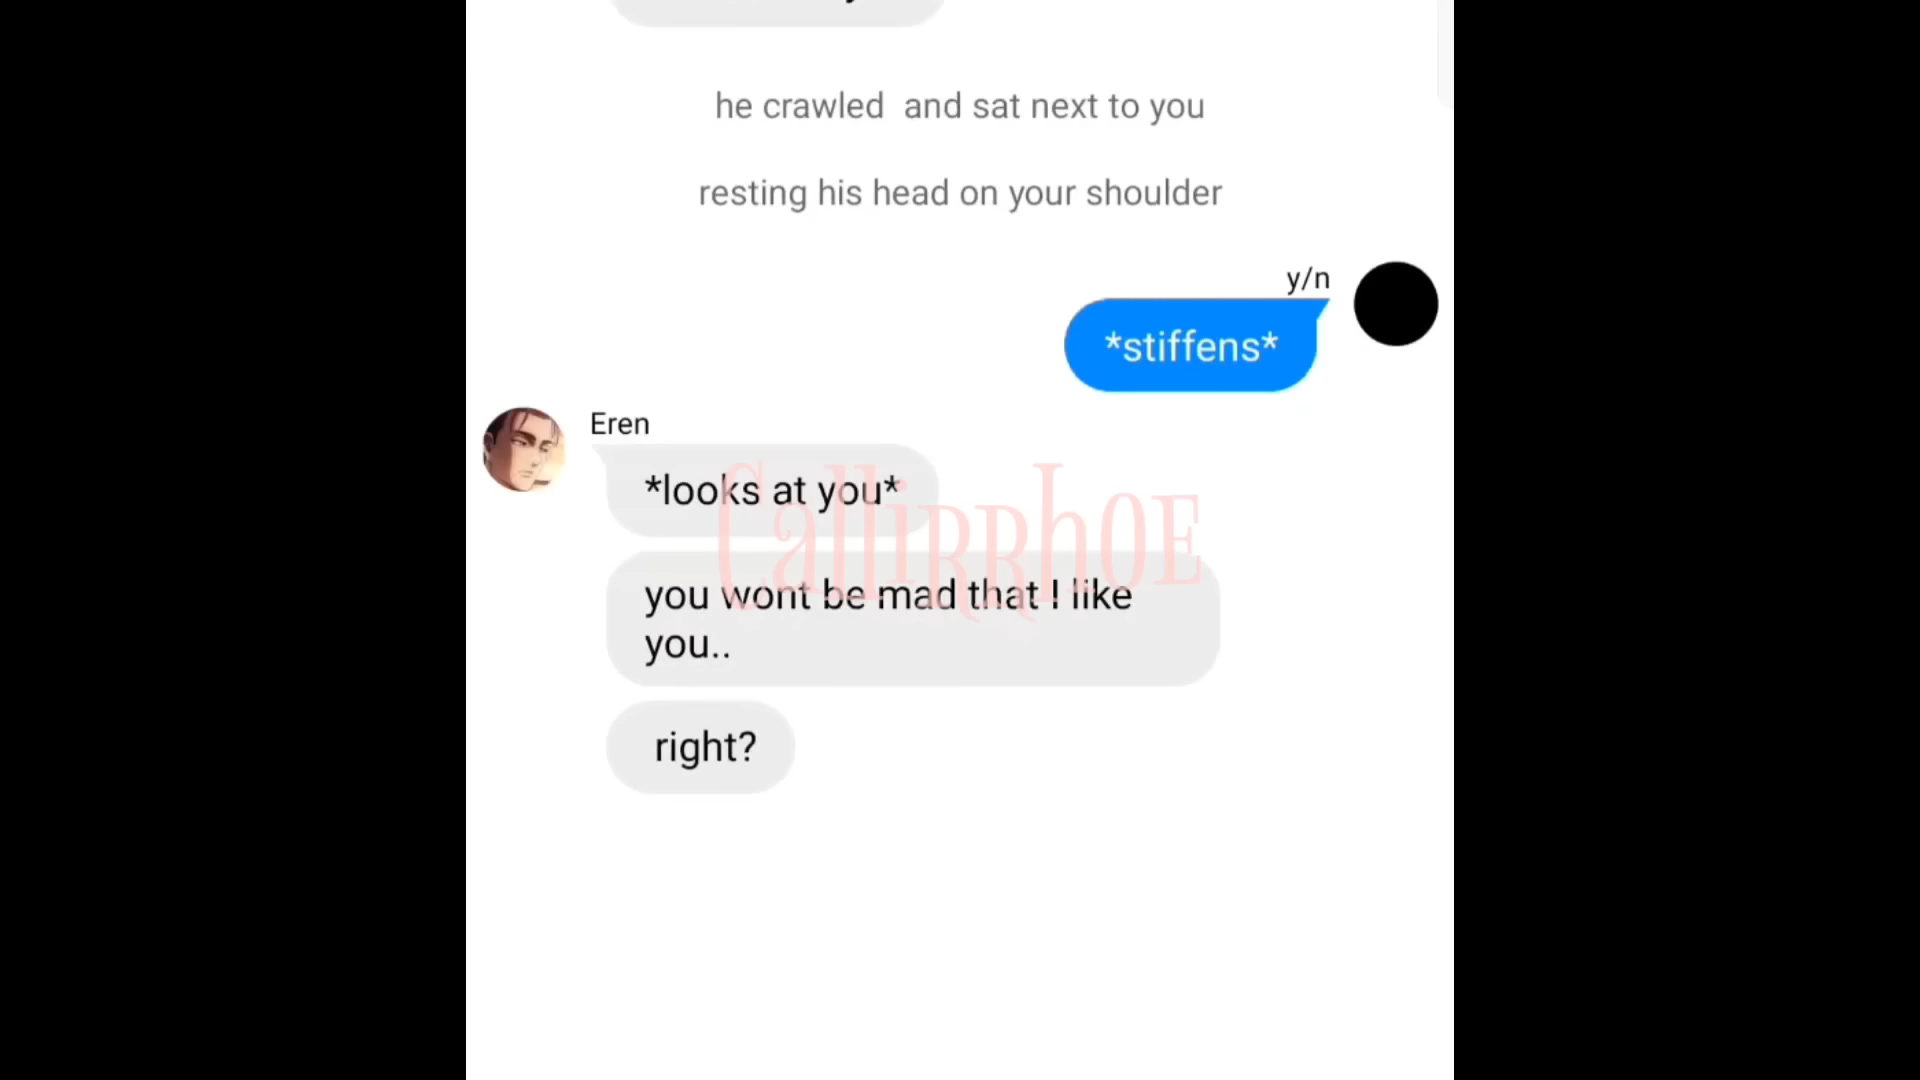 he crawled  and sat next to you
resting his head on your shoulder
y/n
*stiffens*
Eren
*looks at you*
CalliRRhOE
you wont be mad that I like
you..
right?